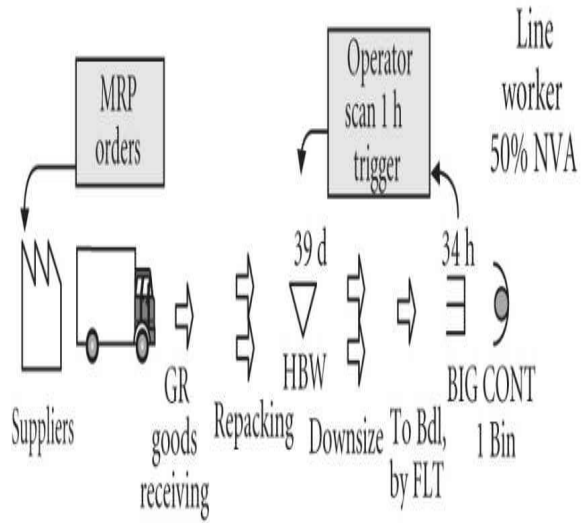 MRP
orders
Operator
scan 1 h
trigger
Line
worker
50% NVA
39 d
34 h
Suppliers
GR
goods
receiving
Repacking
HBW
Downsize
To Bdl,
by FLT
BIG CONT
1 Bin